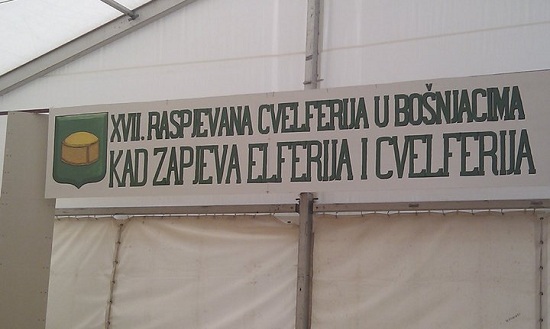 XVII. RASPJEVANA CVELFERIJA U BOŠNJACIMA
KAD ZAPJEVA ELFERIJA I CVELFERIJA